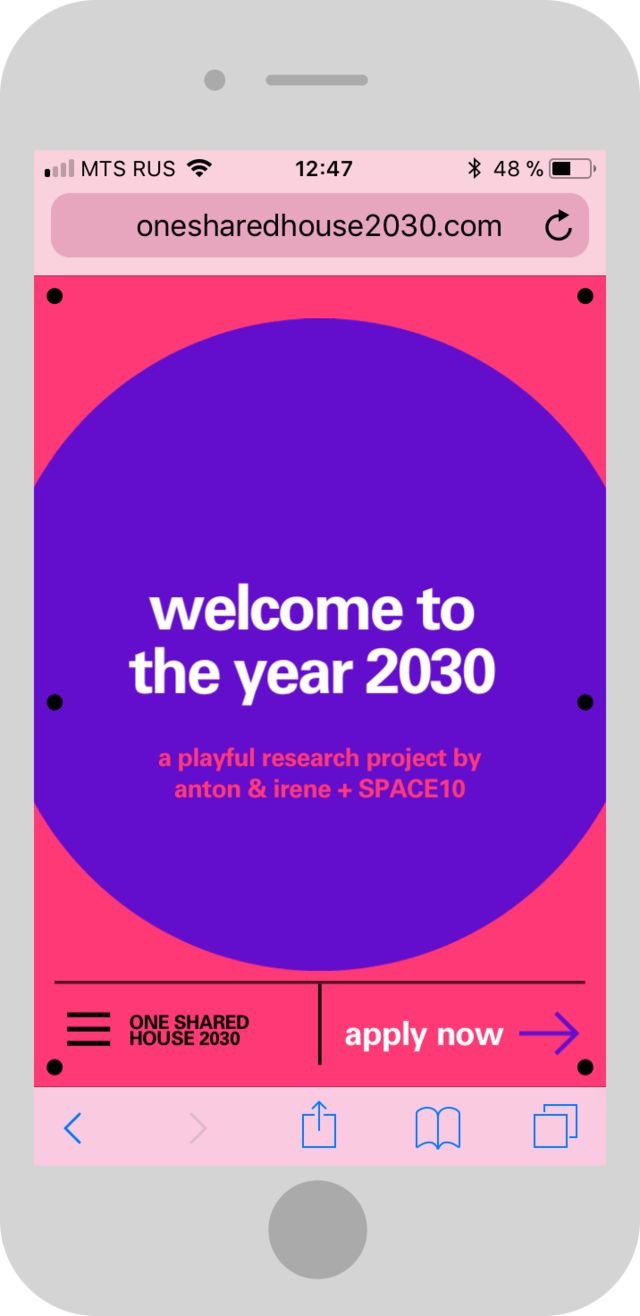 MTS RUS 12:47 48 %
onesharedhouse2030.com
welcome to
the year 2030
a playful research project by
anton & irene + SPACE10
ONE SHARED
HOUSE 2030
apply now